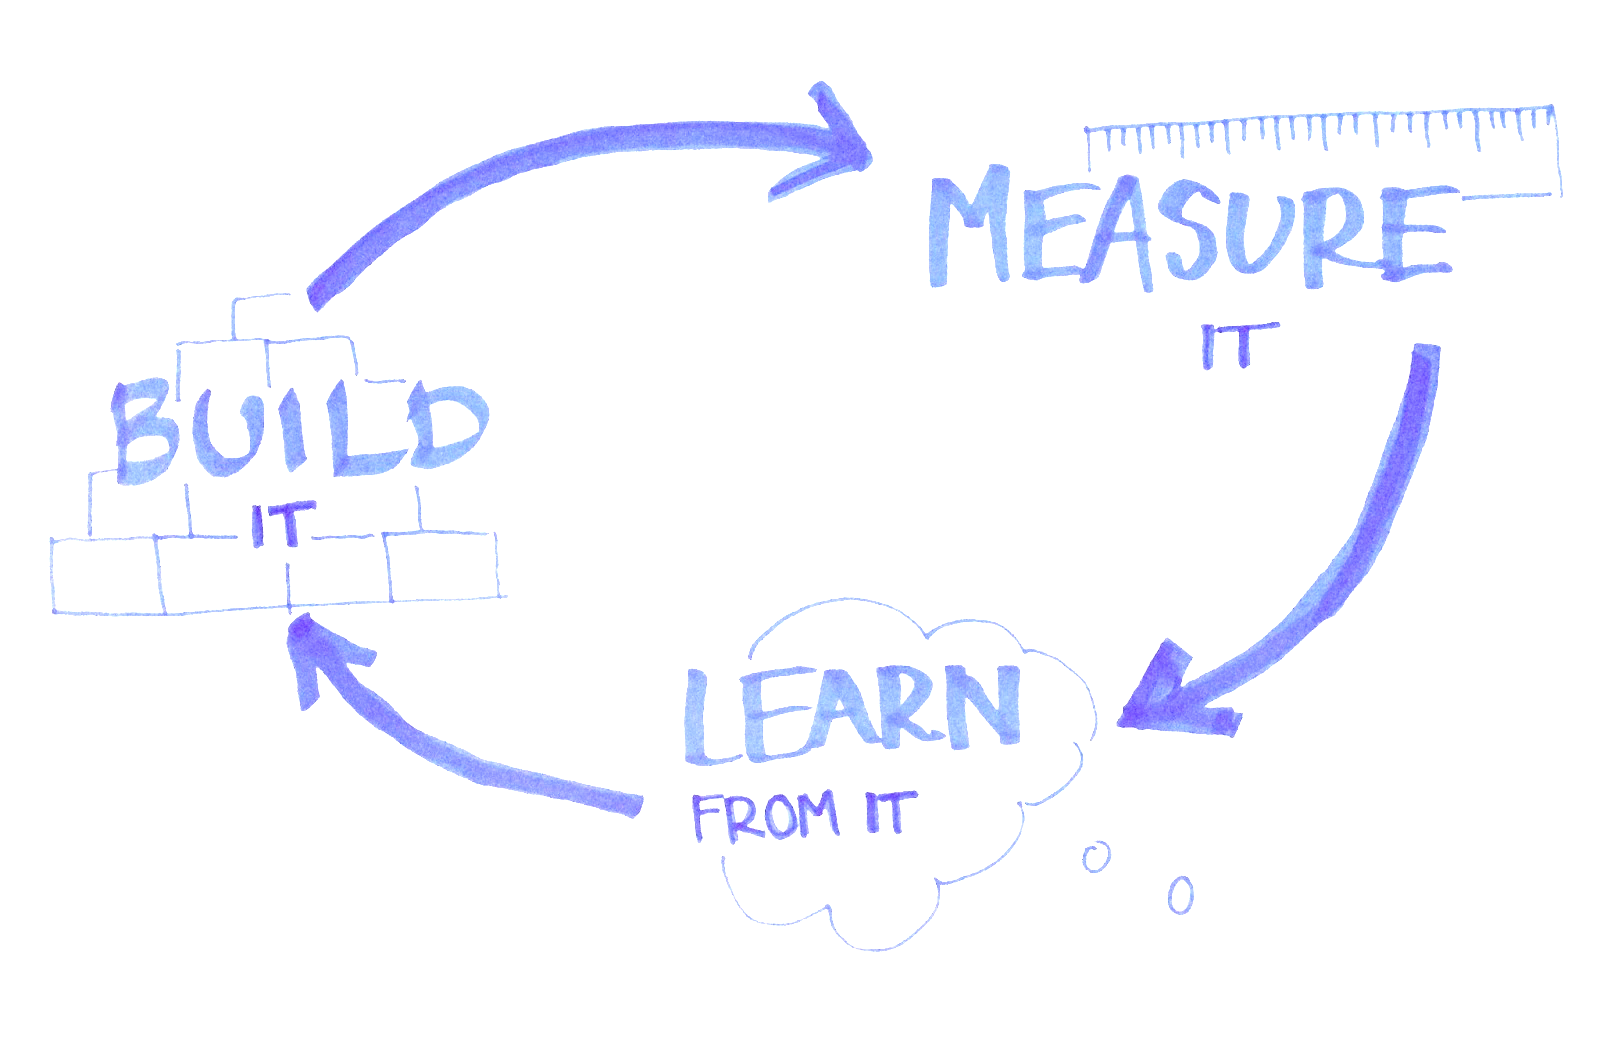 BUILD
IT
MEASURE
IT
LEARN
FROM IT